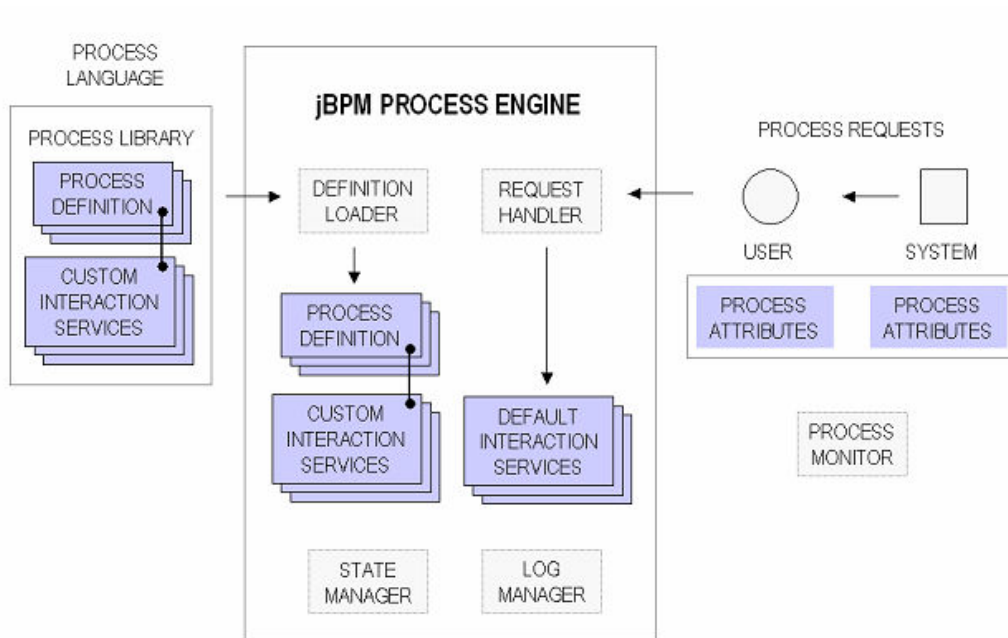 PROCESS
LANGUAGE
PROCESS LIBRARY
PROCESS
DEFINITION
CUSTOM
INTERACTION
SERVICES
jBPM PROCESS ENGINE
DEFINITION
LOADER
REQUEST
HANDLER
PROCESS
DEFINITION
CUSTOM
INTERACTION
SERVICES
DEFAULT
INTERACTION
SERVICES
STATE
MANAGER
LOG
MANAGER
PROCESS REQUESTS
USER
SYSTEM
PROCESS
ATTRIBUTES
PROCESS
ATTRIBUTES
PROCESS
MONITOR